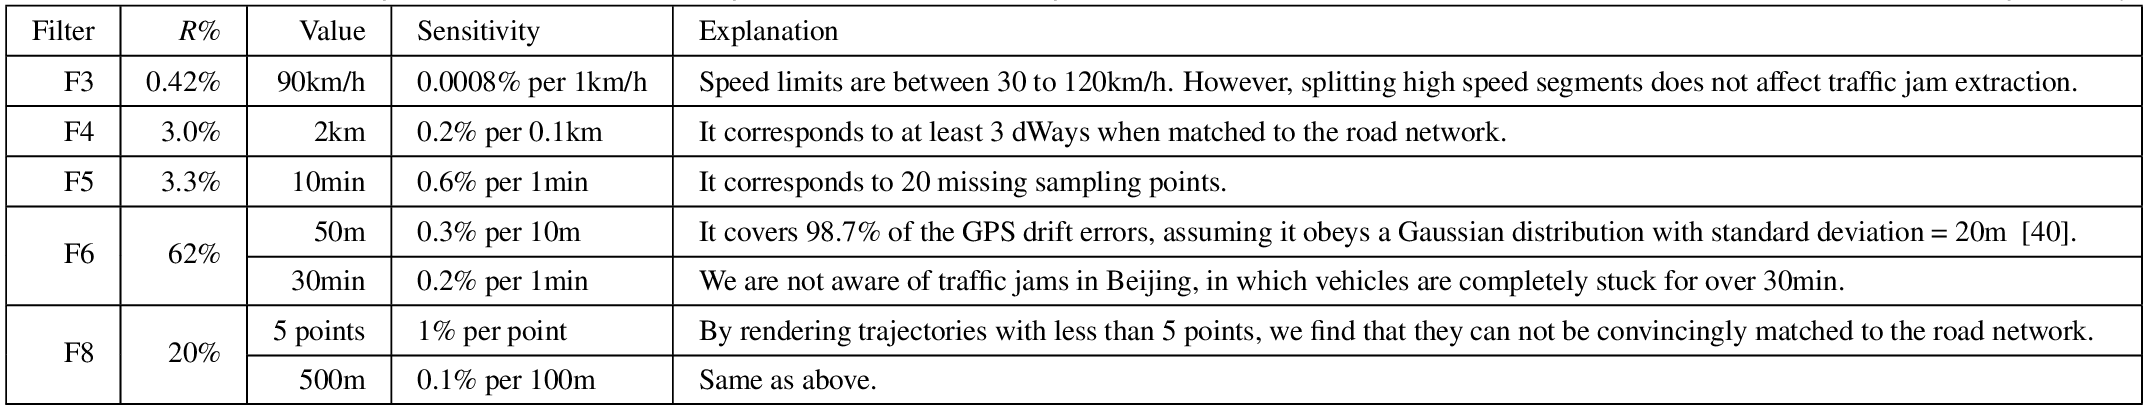 Filter R% Value Sensitivity Explanation
F3 0.42% 90km/h 0.0008% per 1km/h Speed limits are between 30 to 120km/h. However, splitting high speed segments does not affect traffic jam extraction.
F4 3.0% 2km 0.2% per 0.1km It corresponds to at least 3 dWays when matched to the road network.
F5 3.3% 10min 0.6% per 1min It corresponds to 20 missing sampling points.
F6 62% 50m 0.3% per 10m It covers 98.7% of the GPS drift errors, assuming it obeys a Gaussian distribution with standard deviation = 20m [40].
30min 0.2% per 1min We are not aware of traffic jams in Beijing, in which vehicles are completely stuck for over 30min.
F8 20% 5 points 1% per point By rendering trajectories with less than 5 points, we find that they can not be convincingly matched to the road network.
500m 0.1% per 100m Same as above.